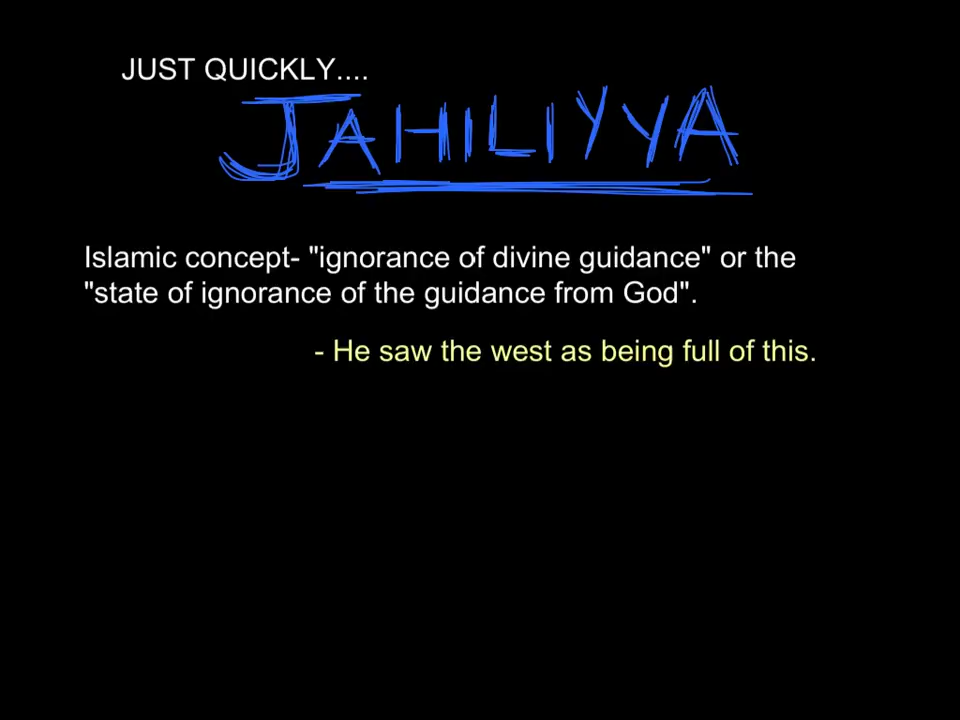 JUST QUICKLY....
JAHILIYYA
Islamic concept- "ignorance of divine guidance" or the
"state of ignorance of the guidance from God".
- He saw the west as being full of this.